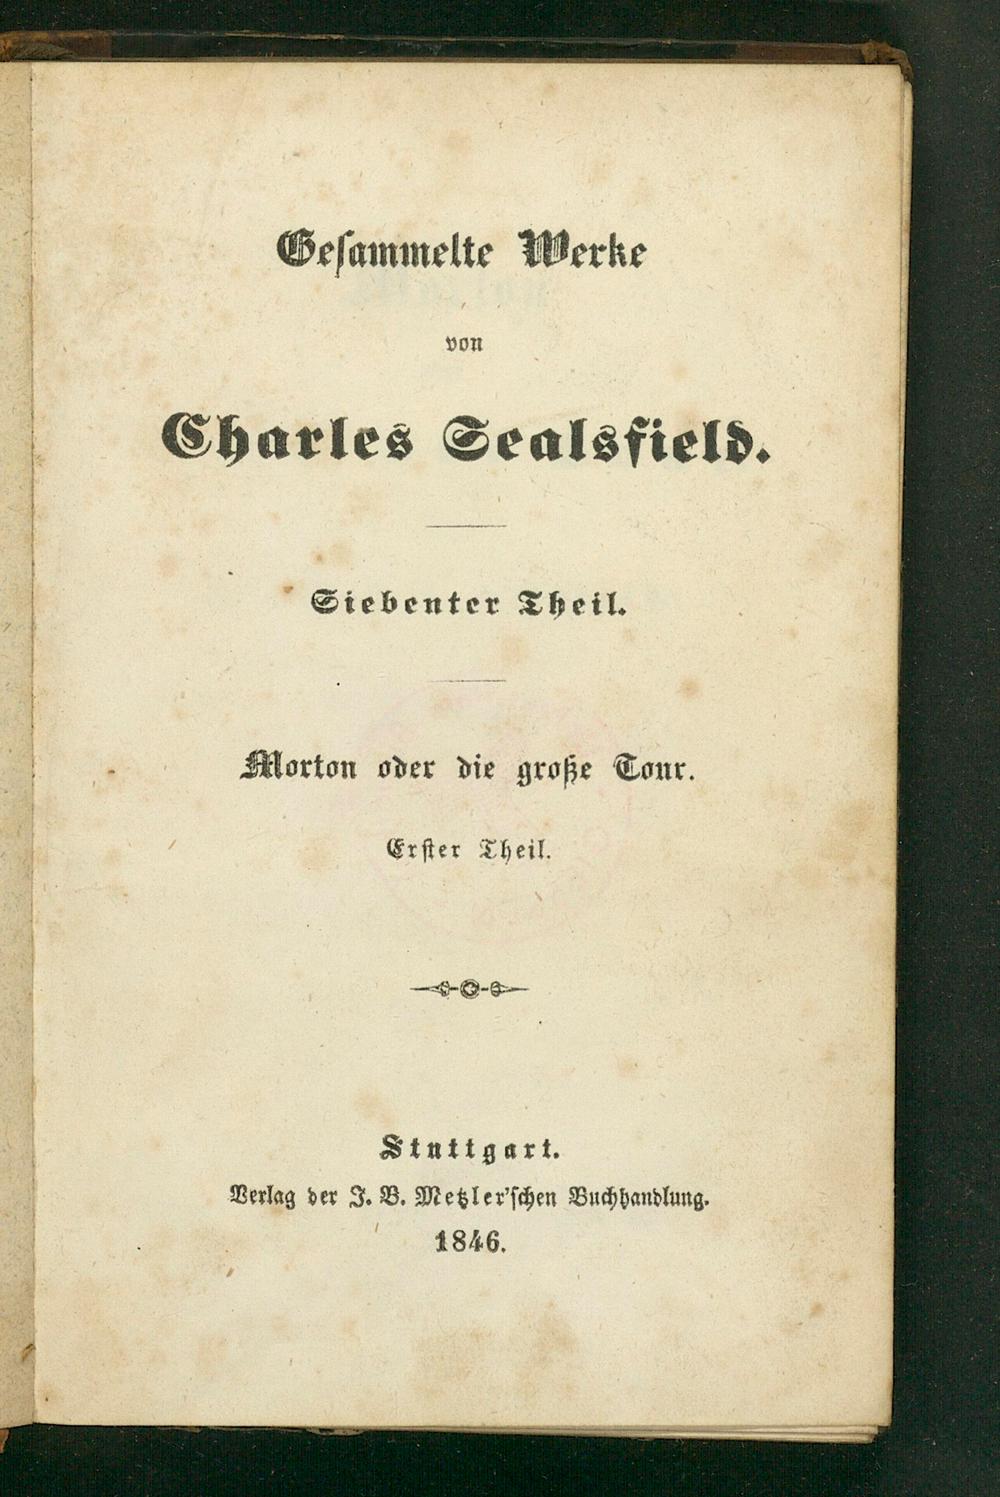 Gesammelte Werke
von
Charles Sealsfield.
Siebenter Theil.
Morton oder die große Tour.
Erster Theil.
Stuttgart.
Verlag der J. B. Metzler'schen Buchhandlung.
1846.